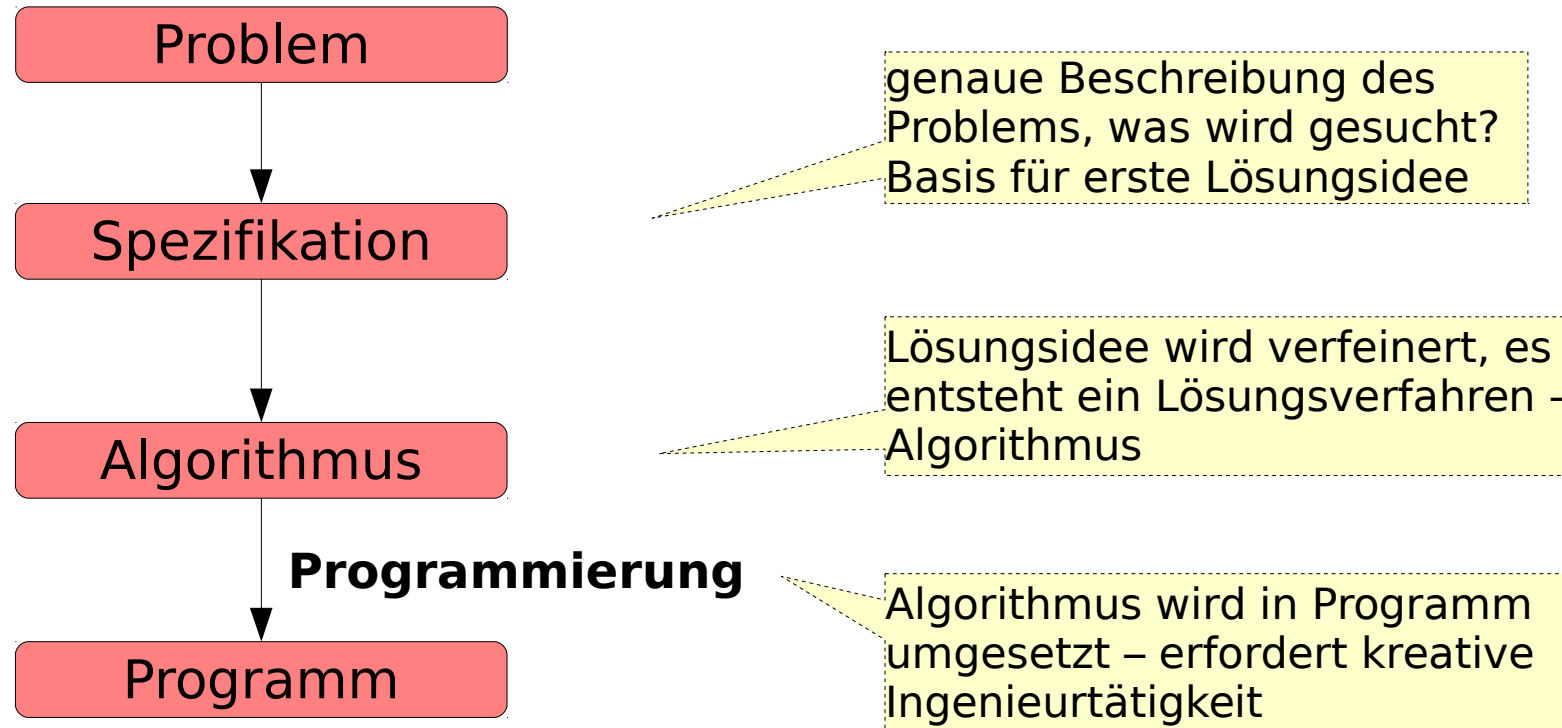 Problem
genaue Beschreibung des
Problems, was wird gesucht?
Basis für erste Lösungsidee
Spezifikation
Lösungsidee wird verfeinert, es
entsteht ein Lösungsverfahren –
Algorithmus
Algorithmus
Programmierung
Algorithmus wird in Programm
umgesetzt – erfordert kreative
Ingenieurtätigkeit
Programm